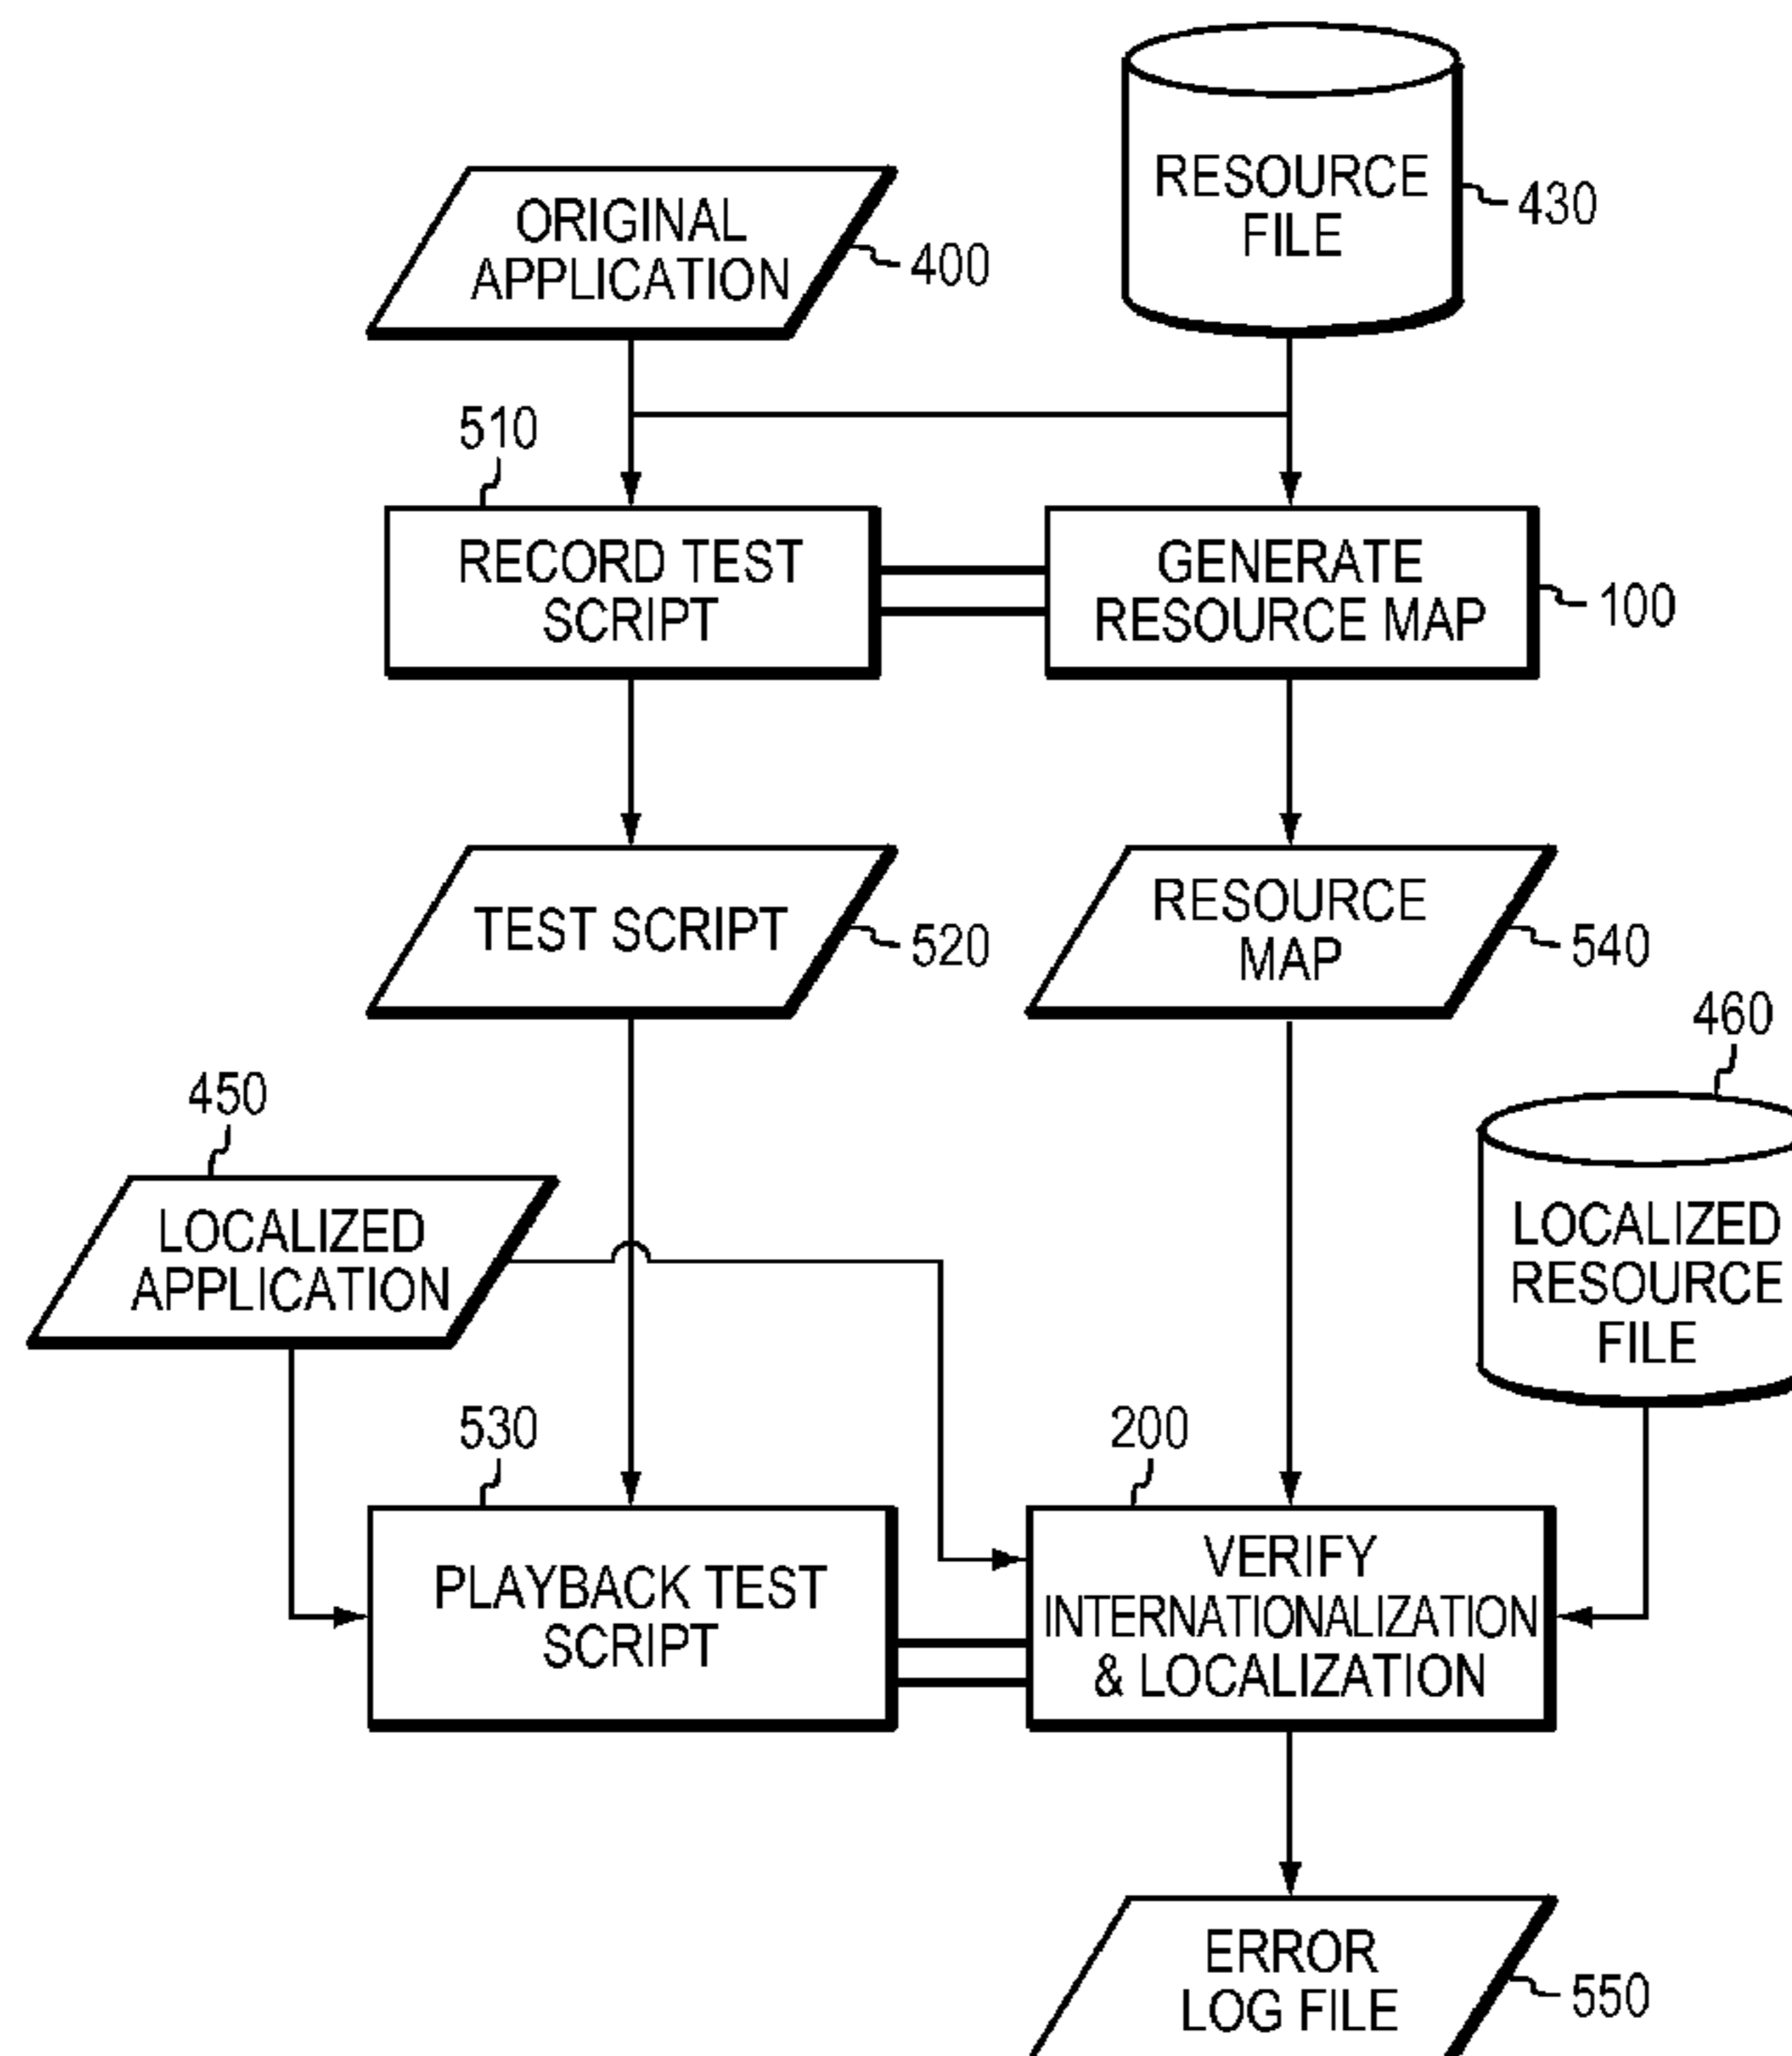 RESOURCE
FILE
430
ORIGINAL
APPLICATION
400
510
RECORD TEST
SCRIPT
GENERATE
RESOURCE MAP
100
TEST SCRIPT
520
RESOURCE
MAP
540
460
450
LOCALIZED
APPLICATION
LOCALIZED
RESOURCE
FILE
530
200
PLAYBACK TEST
SCRIPT
VERIFY
INTERNATIONALIZATION
& LOCALIZATION
ERROR
LOG FILE
550